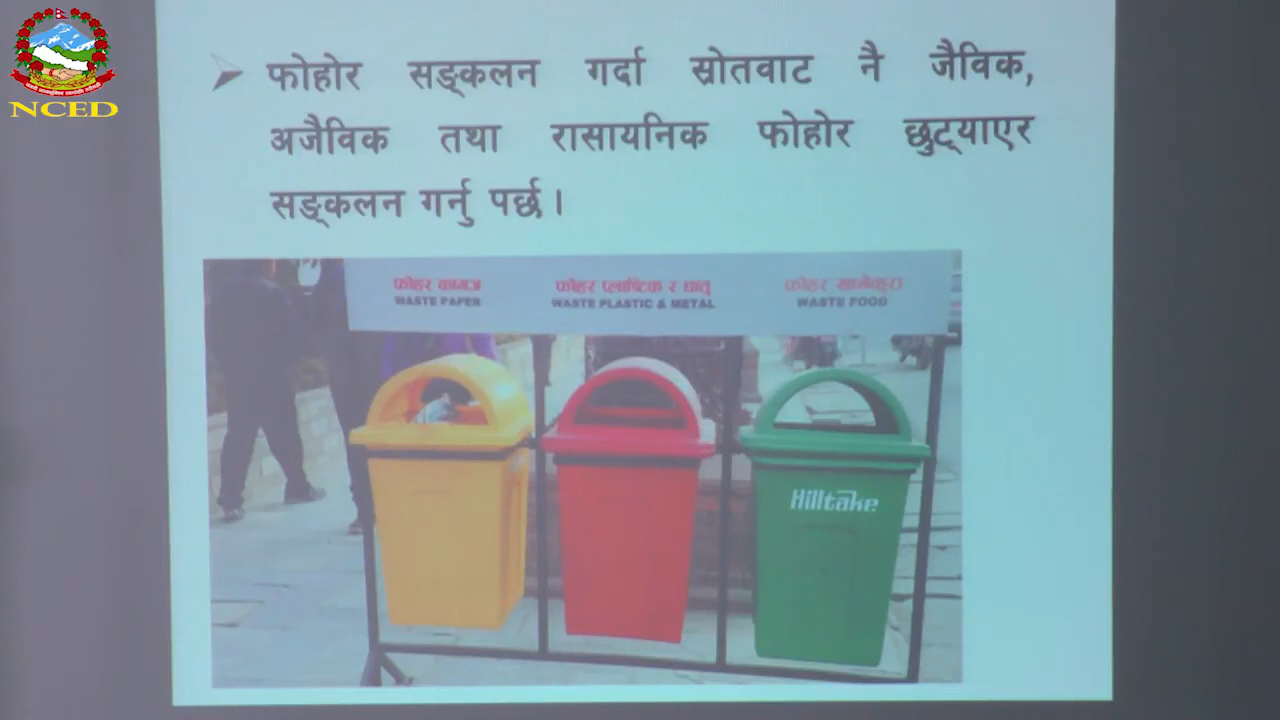 NCED
फोहोर सङ्कलन गर्दा स्रोतवाट नै जैविक,
अजैविक तथा रासायनिक फोहोर छुट्याएर
सङ्कलन गर्नु पर्छ।
फोहर कागज
WASTE PAPER
फोहर प्लाष्टिक र धातु
WASTE PLASTIC & METAL
फोहर खानेकुरा
WASTE FOOD
Hilltake